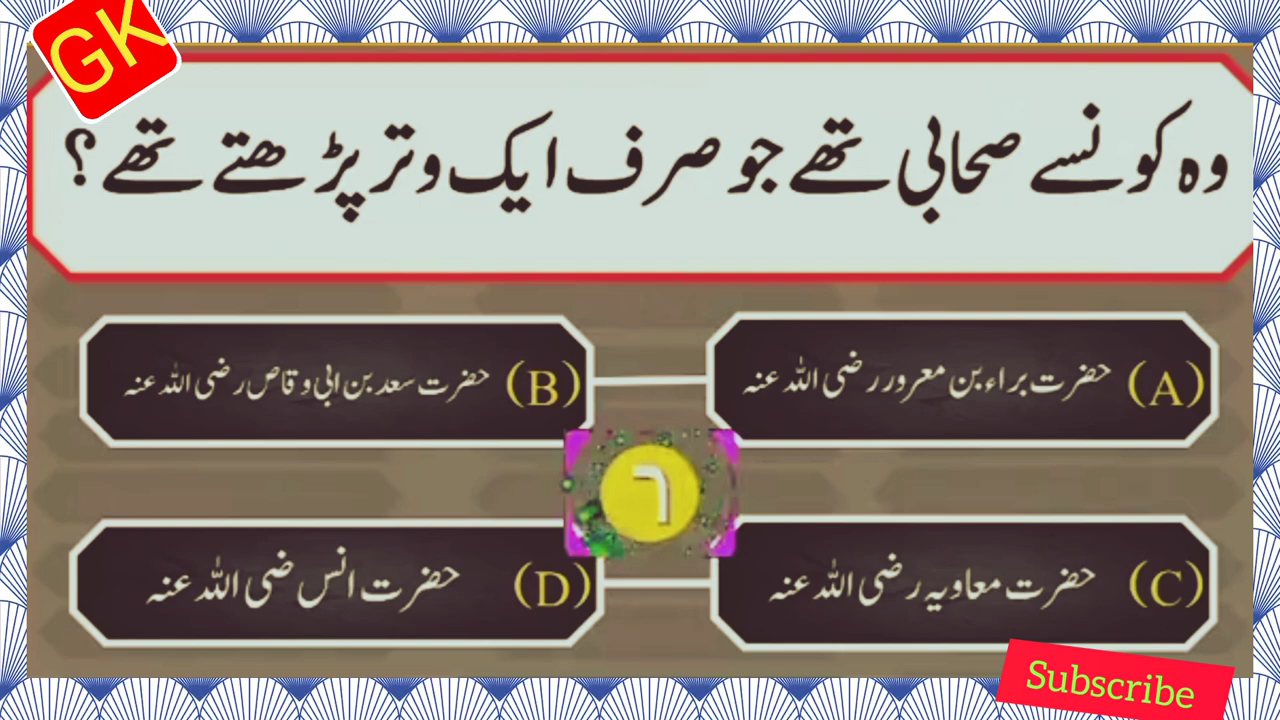 GK
وہ کونسے صحابی تھے جو صرف ایک وتر پڑھتے تھے؟
(A) حضرت براء بن معرور رضی اللہ عنہ
(B) حضرت سعد بن ابی وقاص رضی اللہ عنہ
٦
(C) حضرت معاویہ رضی اللہ عنہ
(D) حضرت انس ضی اللہ عنہ
Subscribe